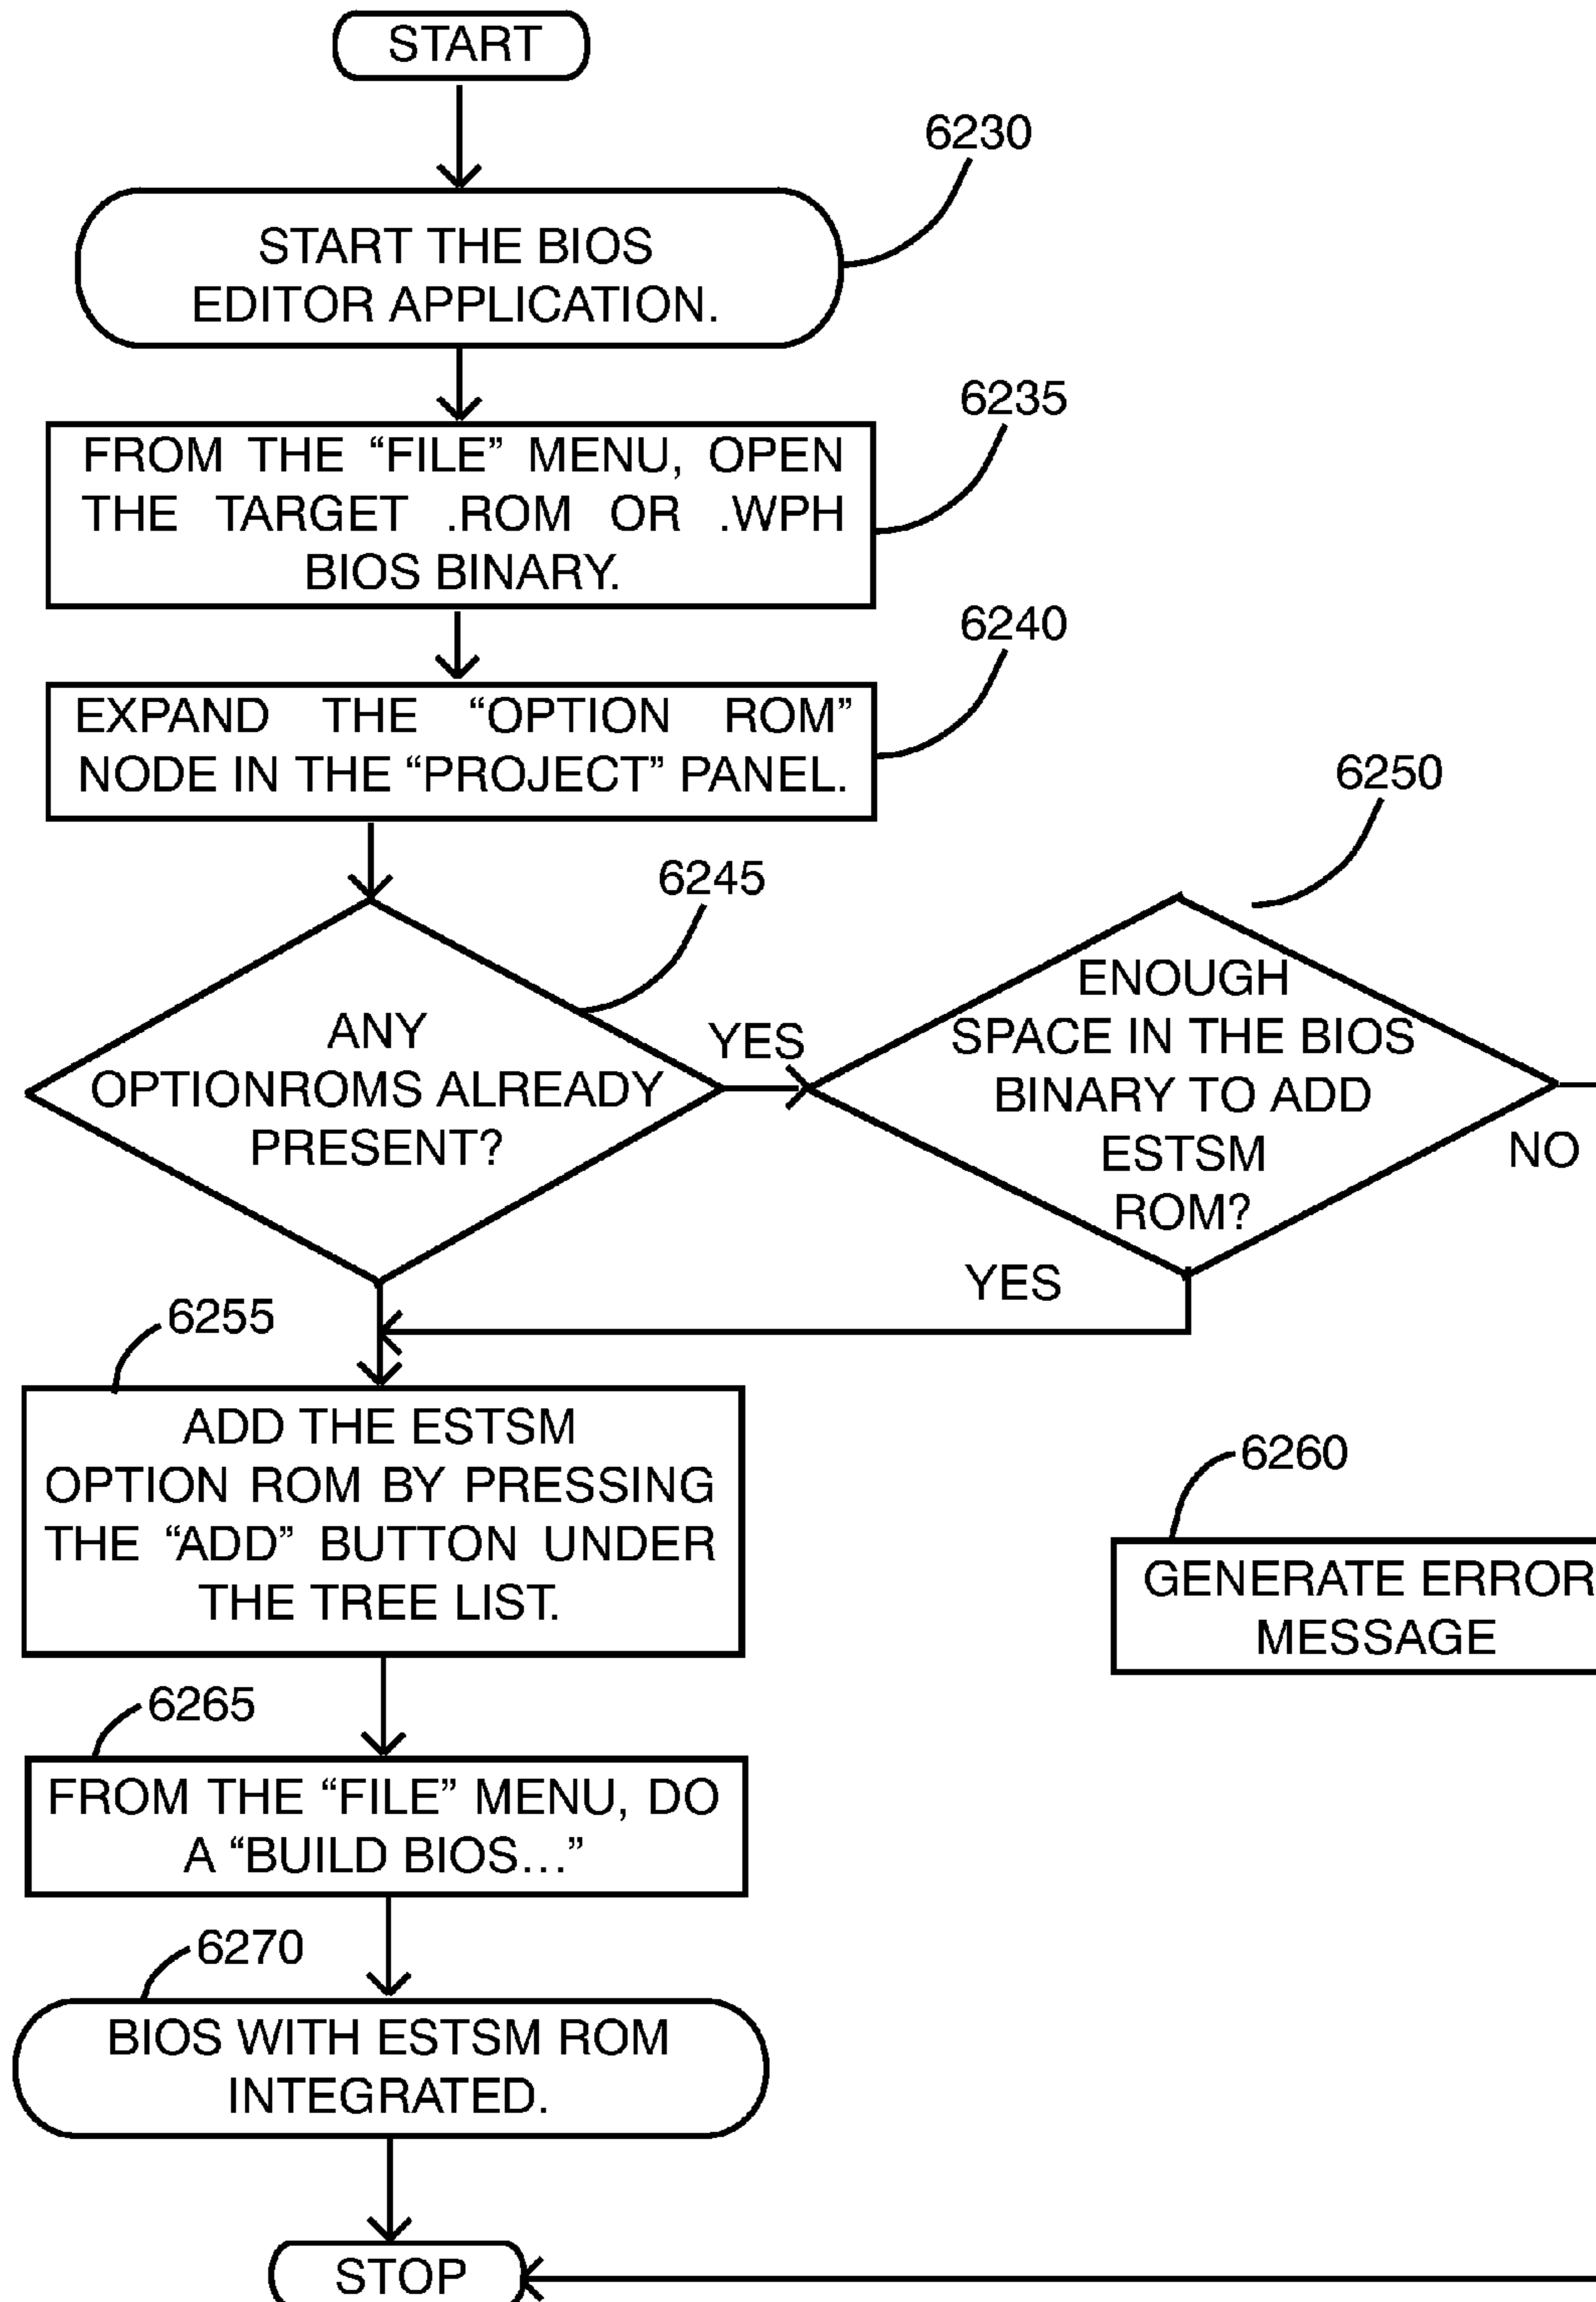 START
6230
START THE BIOS
EDITOR APPLICATION.
6235
FROM THE “FILE” MENU, OPEN
THE TARGET .ROM OR .WPH
BIOS BINARY.
6240
EXPAND THE “OPTION ROM”
NODE IN THE “PROJECT” PANEL.
6245
ANY
OPTIONROMS ALREADY
PRESENT?
YES
6250
ENOUGH
SPACE IN THE BIOS
BINARY TO ADD
ESTSM
ROM?
NO
YES
6255
ADD THE ESTSM
OPTION ROM BY PRESSING
THE “ADD” BUTTON UNDER
THE TREE LIST.
6260
GENERATE ERROR
MESSAGE
6265
FROM THE “FILE” MENU, DO
A “BUILD BIOS...”
6270
BIOS WITH ESTSM ROM
INTEGRATED.
STOP